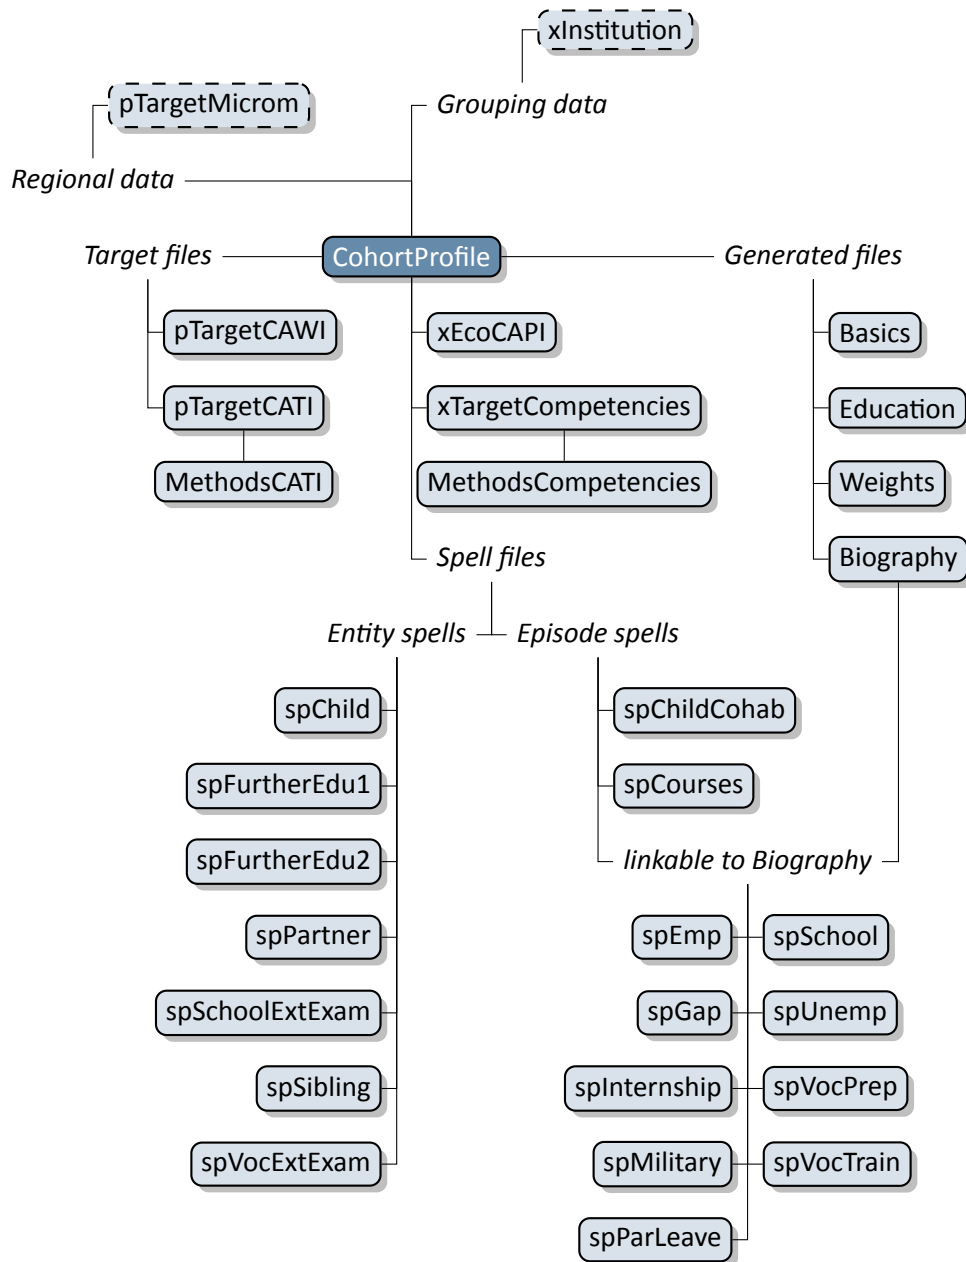 xInstitution
pTargetMicrom
Grouping data
Regional data
Target files
CohortProfile
Generated files
pTargetCAWI
xEcoCAPI
Basics
pTargetCATI
xTargetCompetencies
Education
MethodsCATI
MethodsCompetencies
Weights
Spell files
Biography
Entity spells
Episode spells
spChild
spChildCohab
spFurtherEdu1
spCourses
spFurtherEdu2
linkable to Biography
spPartner
spEmp
spSchool
spSchoolExtExam
spGap
spUnemp
spSibling
spInternship
spVocPrep
spVocExtExam
spMilitary
spVocTrain
spParLeave